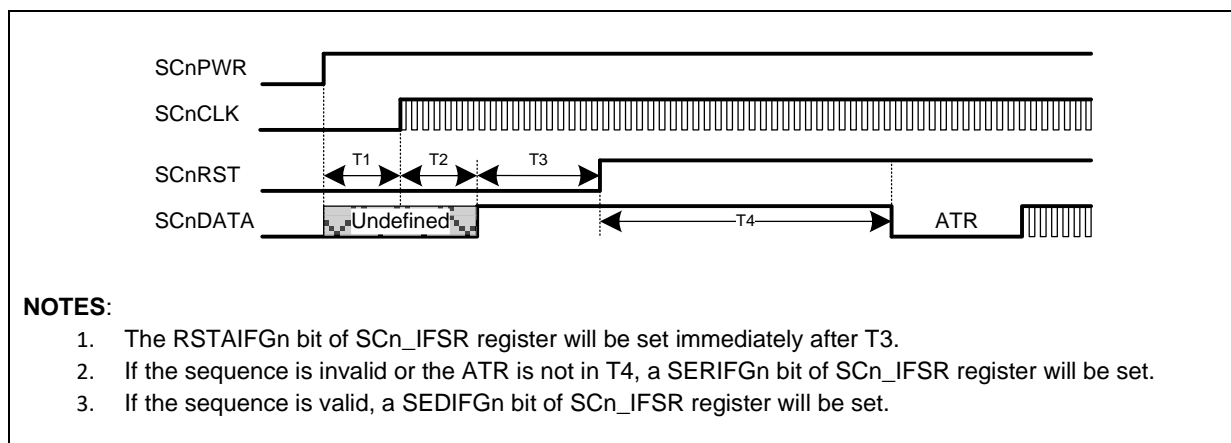 SCnPWR
SCnCLK
T1 T2 T3
SCnRST
SCnDATA Undefined T4 ATR
NOTES:
1. The RSTAIFGn bit of SCn_IFSR register will be set immediately after T3.
2. If the sequence is invalid or the ATR is not in T4, a SERIFGn bit of SCn_IFSR register will be set.
3. If the sequence is valid, a SEDIFGn bit of SCn_IFSR register will be set.